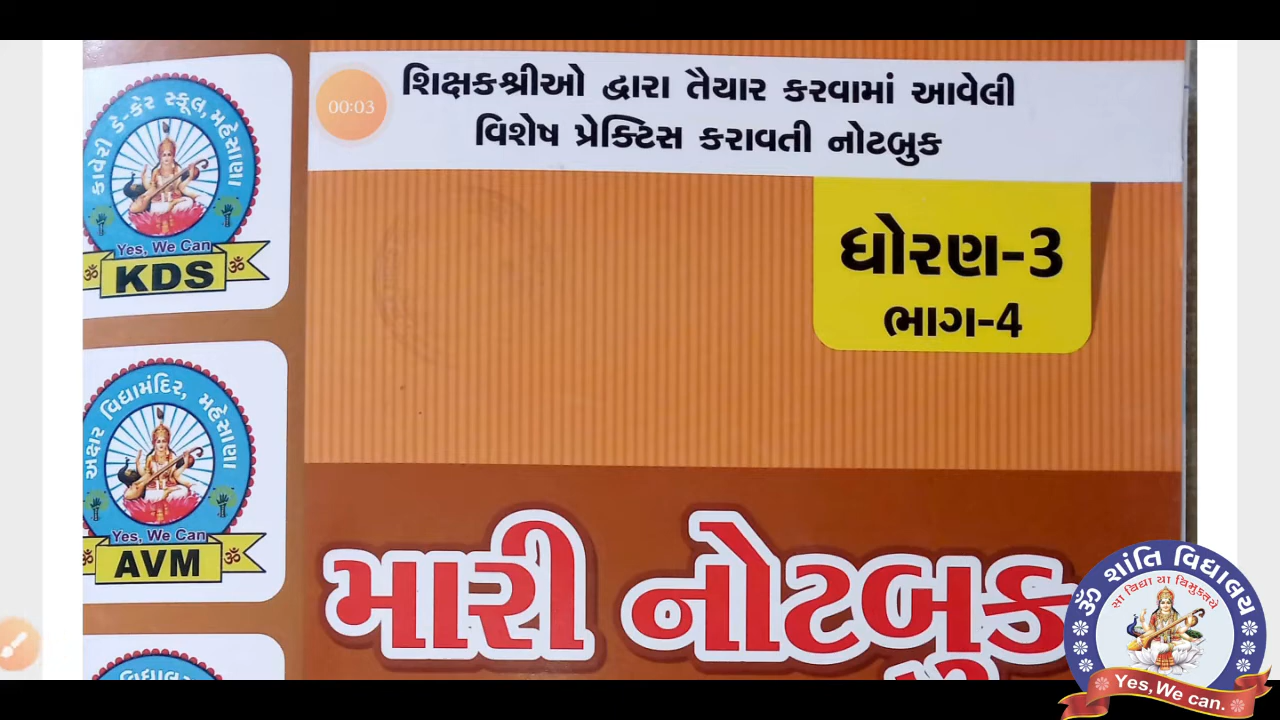 શિક્ષકશ્રીઓ દ્વારા તૈયાર કરવામાં આવેલી
વિશેષ પ્રેક્ટિસ કરાવતી નોટબુક
00:03
ધોરણ-3
ભાગ-4
કાવેરી ડે-કેર સ્કૂલ, મહેસાણા
Yes, We Can
ૐ KDS ૐ
અક્ષર વિદ્યામંદિર, મહેસાણા
Yes, We Can
ૐ AVM ૐ
મારી નોટબુક
ૐ શાંતિ વિદ્યાલય
સા વિદ્યા યા વિમુક્તયે
Yes, We can.